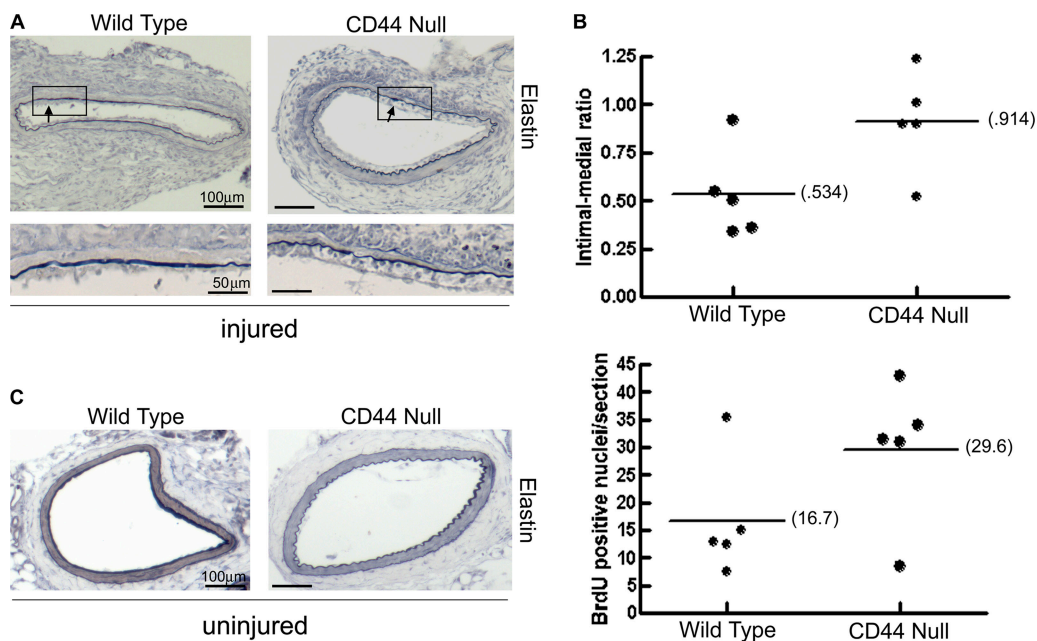 A
Wild Type
CD44 Null
Elastin
100μm
50μm
injured
B
Intimal-medial ratio
1.25
1.00
0.75
0.50
0.25
0.00
(.534)
(.914)
Wild Type
CD44 Null
BrdU positive nuclei/section
45
40
35
30
25
20
15
10
5
0
(16.7)
(29.6)
Wild Type
CD44 Null
C
Wild Type
CD44 Null
Elastin
100μm
uninjured